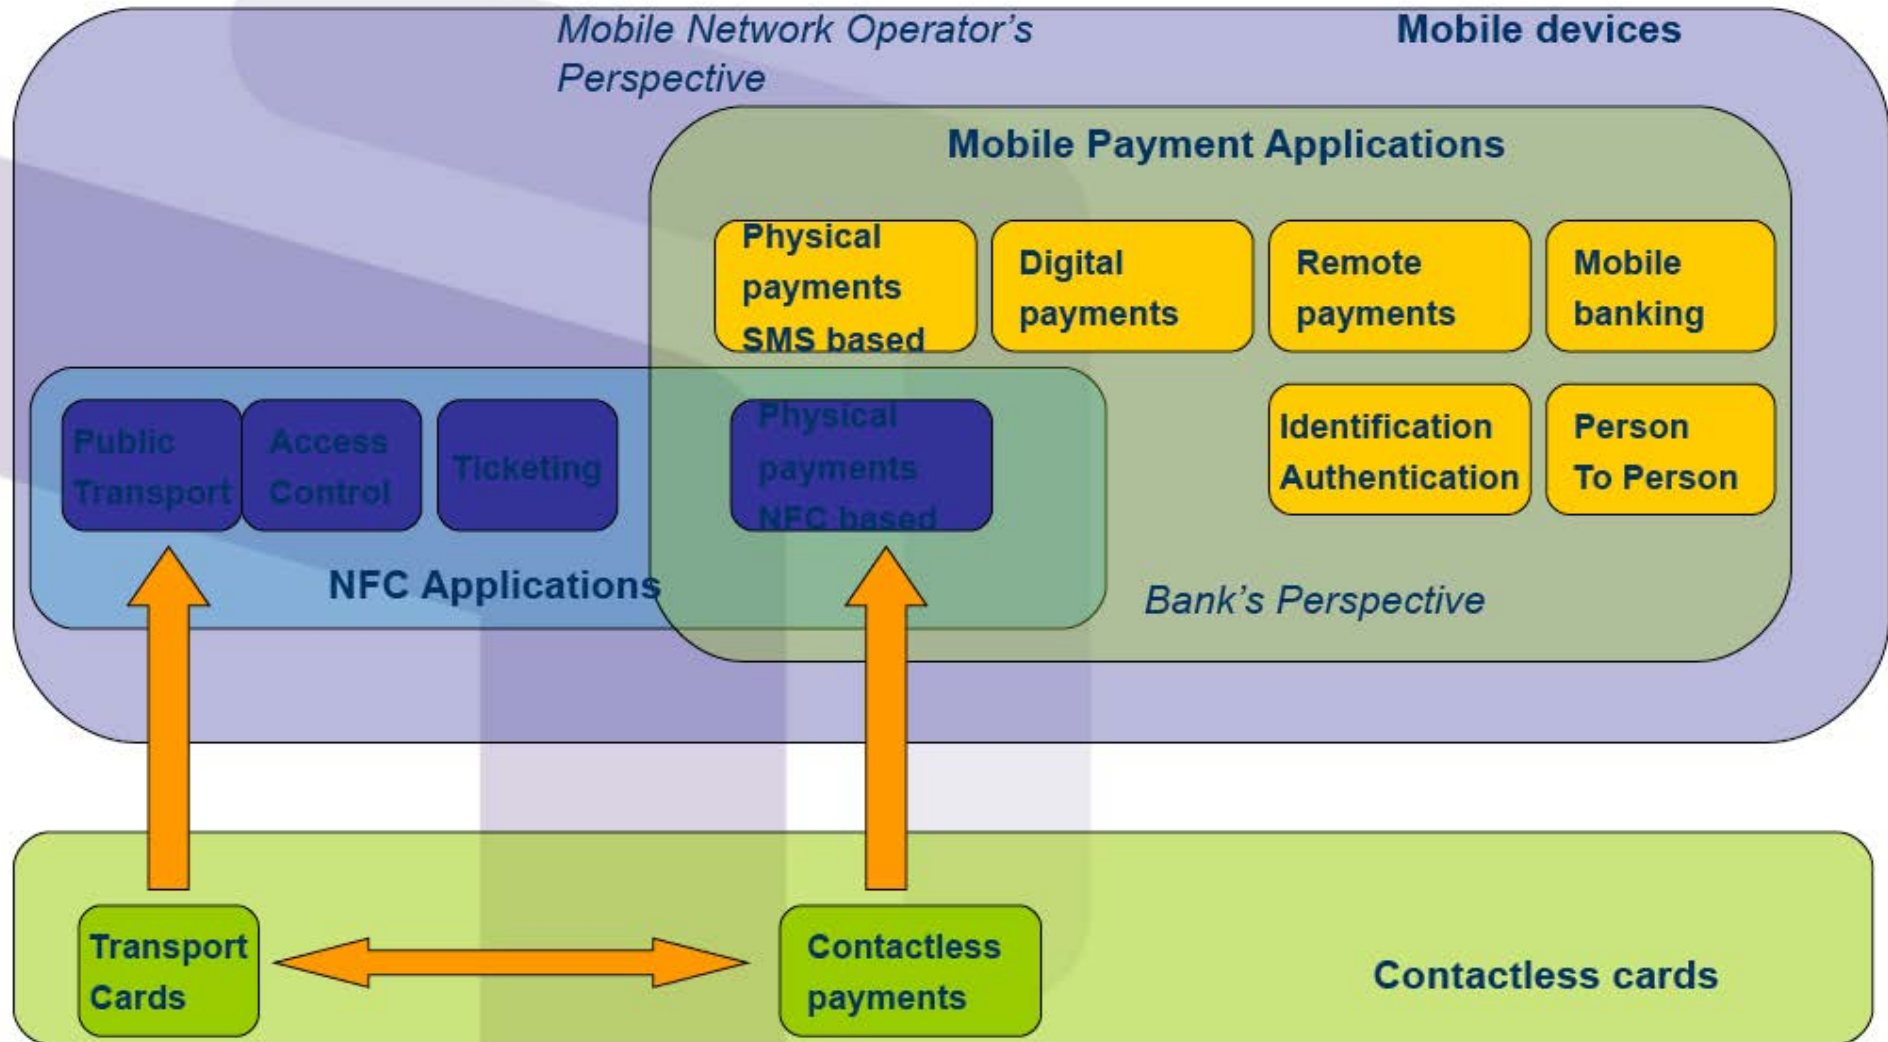 Mobile Network Operator's
Perspective
Mobile devices
Mobile Payment Applications
Physical
payments
SMS based
Digital
payments
Remote
payments
Mobile
banking
Public
Transport
Access
Control
Ticketing
Physical
payments
NFC based
Identification
Authentication
Person
To Person
NFC Applications
Bank's Perspective
Transport
Cards
Contactless
payments
Contactless cards